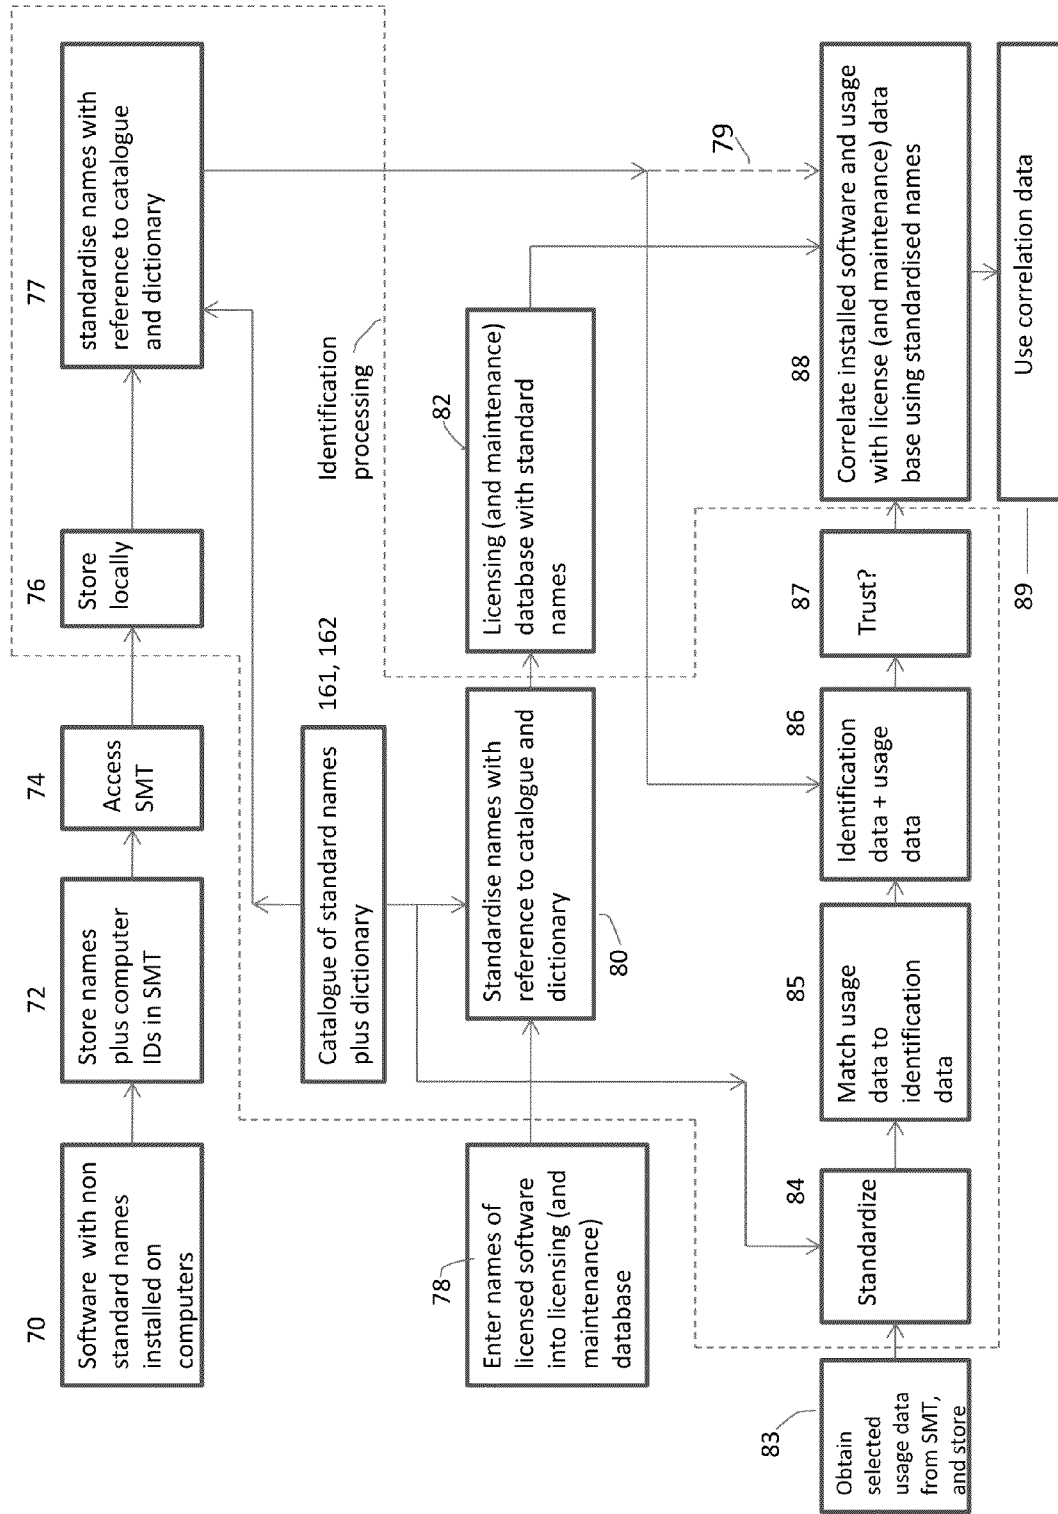 70
72
74
76
77
Software with non
standard names
installed on
computers
Store names
plus computer
IDs in SMT
Access
SMT
Store
locally
standardise names with
reference to catalogue
and dictionary
161, 162
Catalogue of standard names
plus dictionary
Identification
processing
78
Enter names of
licensed software
into licensing (and
maintenance)
database
Standardise names with
reference to catalogue and
dictionary
80
82
Licensing (and maintenance)
database with standard
names
79
83
Obtain
selected
usage data
from SMT,
and store
84
Standardize
85
Match usage
data to
identification
data
86
Identification
data + usage
data
87
Trust?
88
Correlate installed software and usage
with license (and maintenance) data
base using standardised names
89
Use correlation data